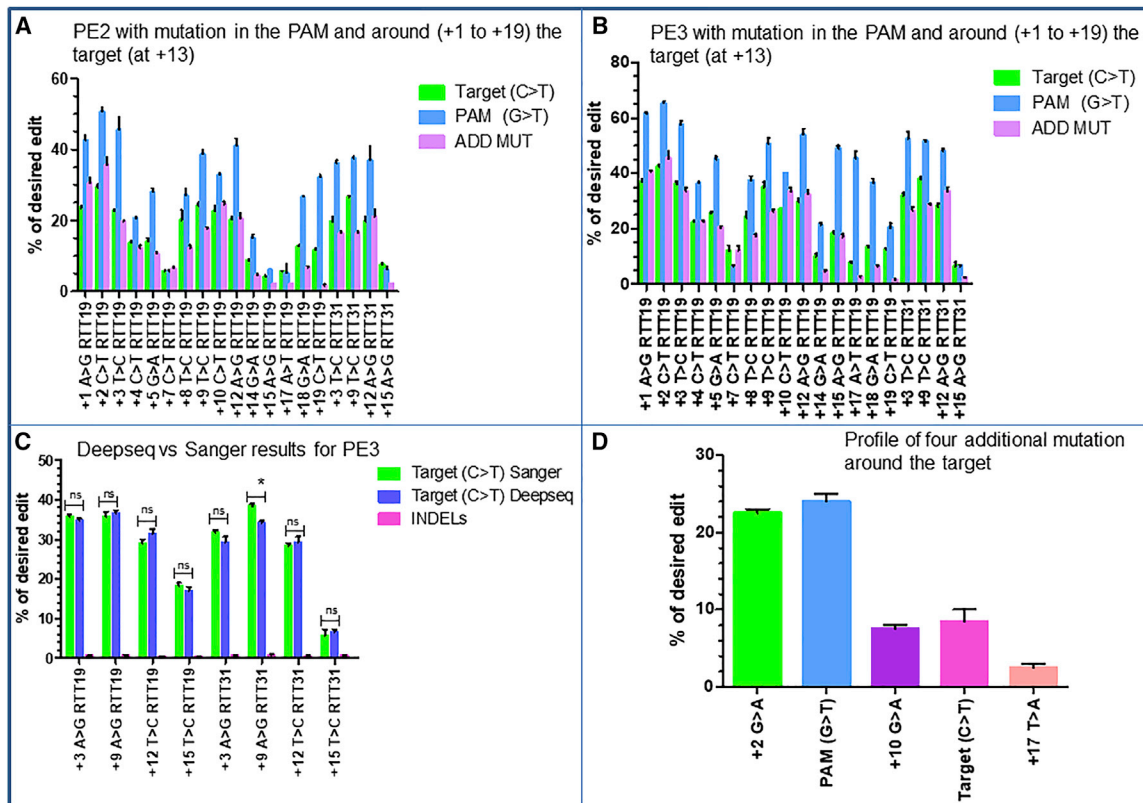 A
PE2 with mutation in the PAM and around (+1 to +19) the
target (at +13)
Target (C>T)
PAM (G>T)
ADD MUT
% of desired edit
60
40
20
0
+1 A>G RTT19
+2 C>T RTT19
+3 T>C RTT19
+4 C>T RTT19
+5 G>A RTT19
+7 C>T RTT19
+8 T>C RTT19
+9 T>C RTT19
+10 C>T RTT19
+12 A>G RTT19
+14 G>A RTT19
+15 A>G RTT19
+17 A>T RTT19
+18 G>A RTT19
+19 C>T RTT19
+3 T>C RTT31
+9 T>C RTT31
+12 A>G RTT31
+15 A>G RTT31
B
PE3 with mutation in the PAM and around (+1 to +19) the
target (at +13)
Target (C>T)
PAM (G>T)
ADD MUT
% of desired edit
80
60
40
20
0
+1 A>G RTT19
+2 C>T RTT19
+3 T>C RTT19
+4 C>T RTT19
+5 G>A RTT19
+7 C>T RTT19
+8 T>C RTT19
+9 T>C RTT19
+10 C>T RTT19
+12 A>G RTT19
+14 G>A RTT19
+15 A>G RTT19
+17 A>T RTT19
+18 G>A RTT19
+19 C>T RTT19
+3 T>C RTT31
+9 T>C RTT31
+12 A>G RTT31
+15 A>G RTT31
C
Deepseq vs Sanger results for PE3
Target (C>T) Sanger
Target (C>T) Deepseq
INDELs
% of desired edit
50
40
30
20
10
0
ns
ns
ns
ns
ns
*
ns
ns
+3 A>G RTT19
+9 A>G RTT19
+12 T>C RTT19
+15 T>C RTT19
+3 A>G RTT31
+9 A>G RTT31
+12 T>C RTT31
+15 T>C RTT31
D
Profile of four additional mutation
around the target
% of desired edit
30
20
10
0
+2 G>A
PAM (G>T)
+10 G>A
Target (C>T)
+17 T>A